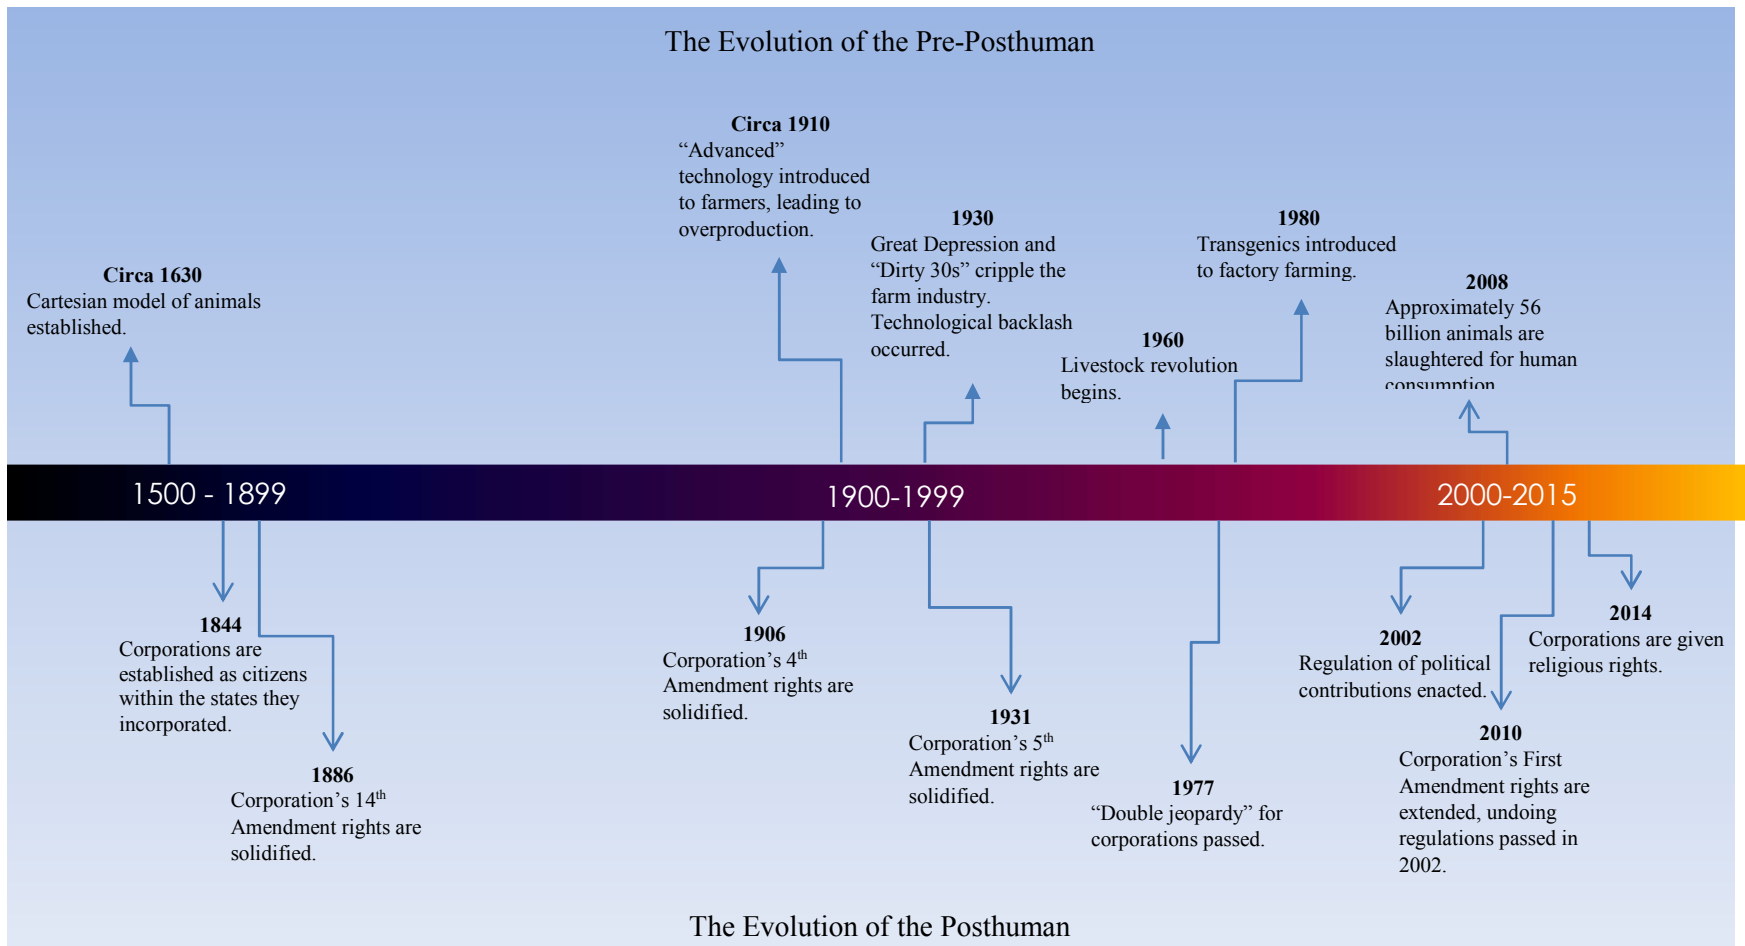 The Evolution of the Pre-Posthuman
Circa 1630
Cartesian model of animals
established.
Circa 1910
“Advanced”
technology introduced
to farmers, leading to
overproduction.
1930
Great Depression and
“Dirty 30s” cripple the
farm industry.
Technological backlash
occurred.
1960
Livestock revolution
begins.
1980
Transgenics introduced
to factory farming.
2008
Approximately 56
billion animals are
slaughtered for human
consumption
1500 - 1899
1900-1999
2000-2015
1844
Corporations are
established as citizens
within the states they
incorporated.
1886
Corporation’s 14th
Amendment rights are
solidified.
1906
Corporation’s 4th
Amendment rights are
solidified.
1931
Corporation’s 5th
Amendment rights are
solidified.
1977
“Double jeopardy” for
corporations passed.
2002
Regulation of political
contributions enacted.
2010
Corporation’s First
Amendment rights are
extended, undoing
regulations passed in
2002.
2014
Corporations are given
religious rights.
The Evolution of the Posthuman